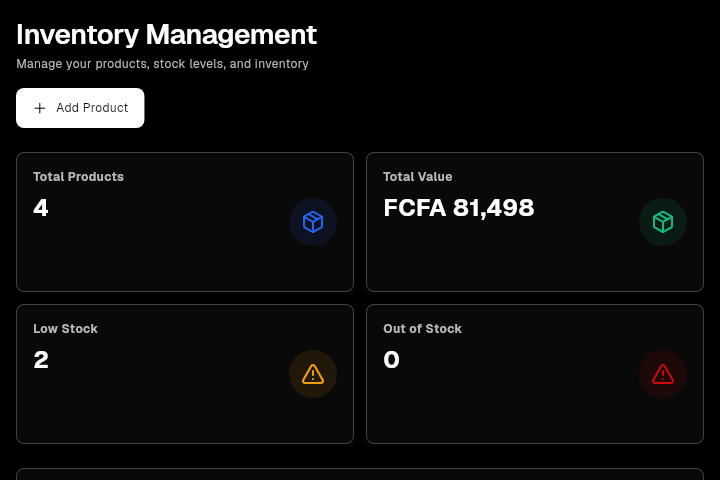 Inventory Management
Manage your products, stock levels, and inventory
Add Product
Total Products
4
Total Value
FCFA 81,498
Low Stock
2
Out of Stock
0